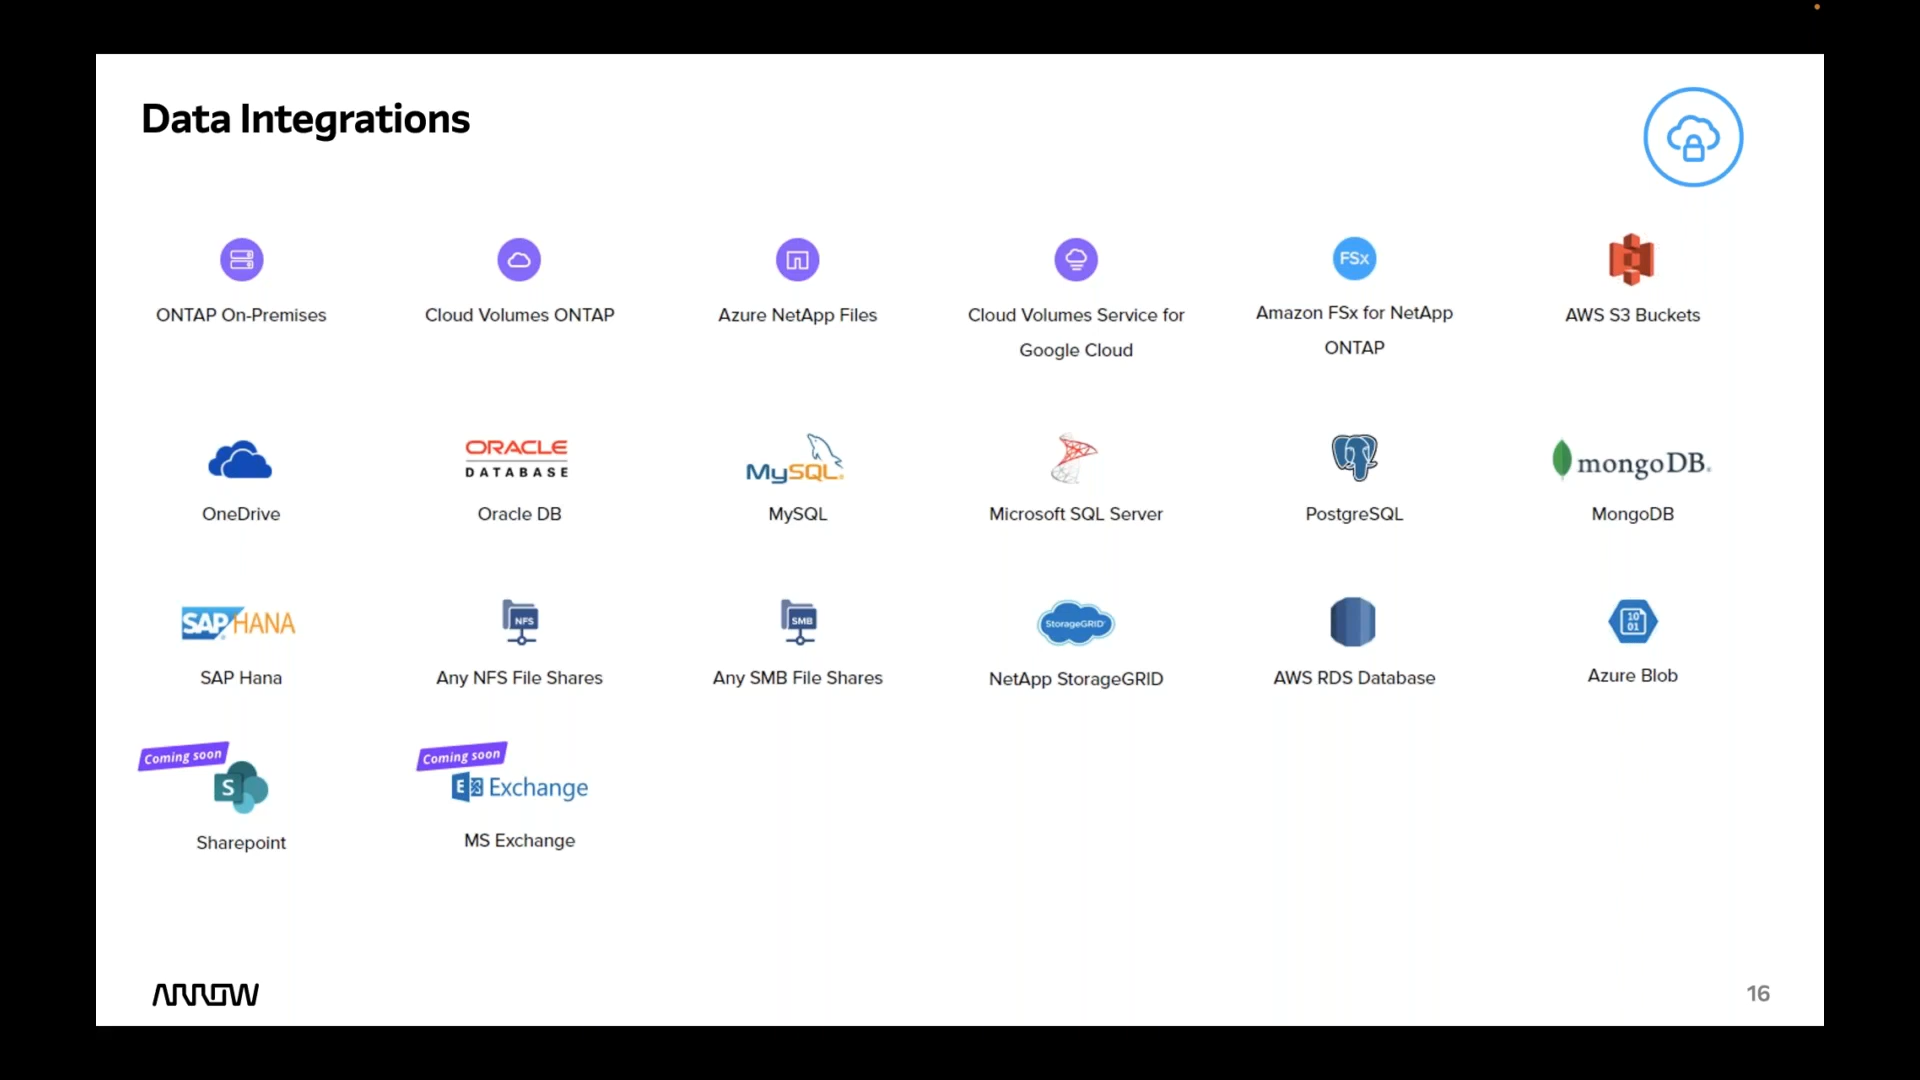 Data Integrations
FSx
ONTAP On-Premises
Cloud Volumes ONTAP
Azure NetApp Files
Cloud Volumes Service for
Google Cloud
Amazon FSx for NetApp
ONTAP
AWS S3 Buckets
ORACLE
DATABASE
MySQL
mongoDB.
OneDrive
Oracle DB
MySQL
Microsoft SQL Server
PostgreSQL
MongoDB
SAP HANA
NFS
SMB
StorageGRID
10
01
SAP Hana
Any NFS File Shares
Any SMB File Shares
NetApp StorageGRID
AWS RDS Database
Azure Blob
Coming soon
S
Sharepoint
Coming soon
E Exchange
MS Exchange
ARROW
16